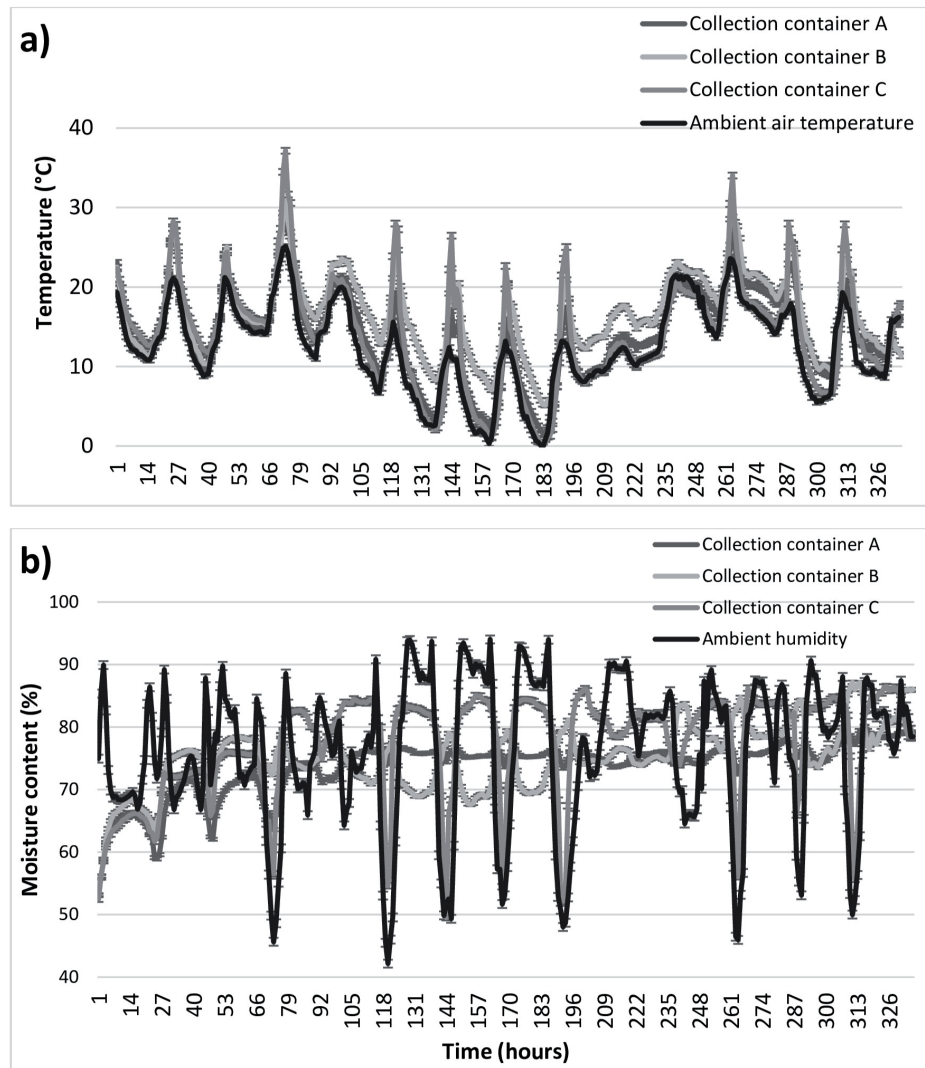 a)
Collection container A
Collection container B
Collection container C
Ambient air temperature
Temperature (°C)
40
30
20
10
0
1 14 27 40 53 66 79 92 105 118 131 144 157 170 183 196 209 222 235 248 261 274 287 300 313 326
b)
Collection container A
Collection container B
Collection container C
Ambient humidity
Moisture content (%)
100
90
80
70
60
50
40
1 14 27 40 53 66 79 92 105 118 131 144 157 170 183 196 209 222 235 248 261 274 287 300 313 326
Time (hours)